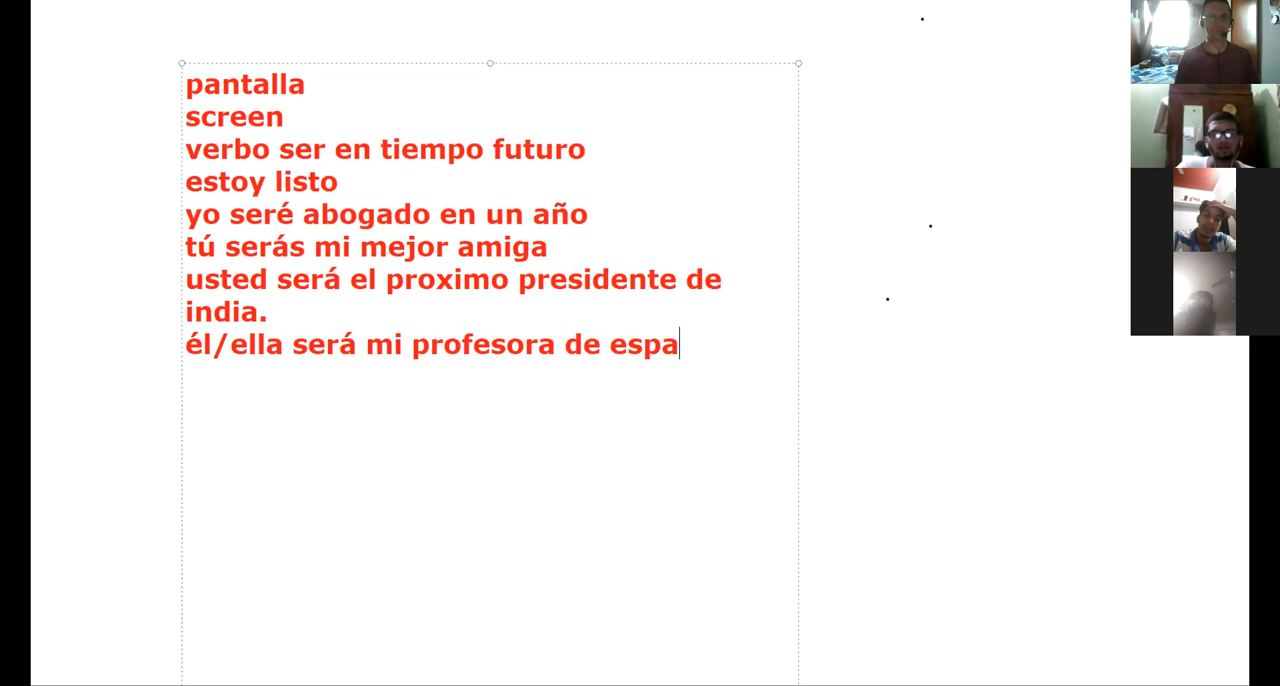 pantalla
screen
verbo ser en tiempo futuro
estoy listo
yo seré abogado en un año
tú serás mi mejor amiga
usted será el proximo presidente de
india.
él/ella será mi profesora de espa